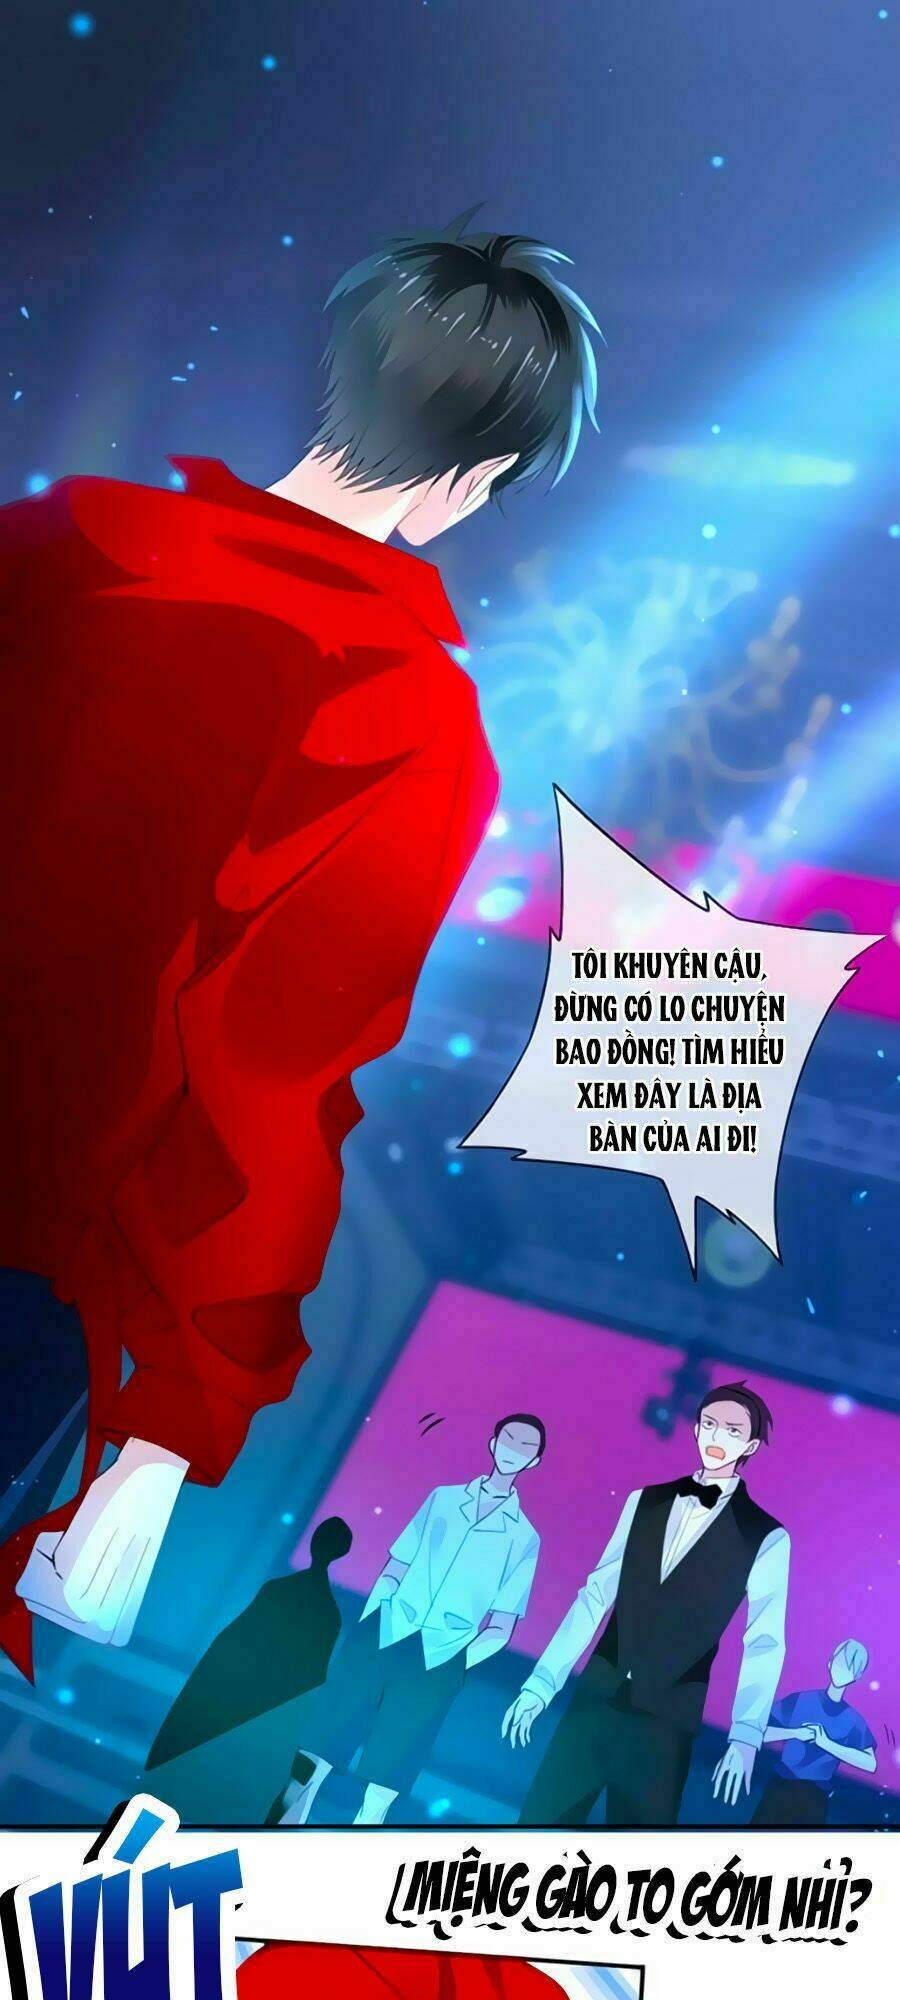 TÔI KHUYÊN CẬU,
ĐỪNG CÓ LO CHUYỆN
BAO ĐỒNG! TÌM HIỂU
XEM ĐÂY LÀ ĐỊA
BÀN CỦA AI ĐI!
MIỆNG GÀO TO GỚM NHỈ?
VÚT